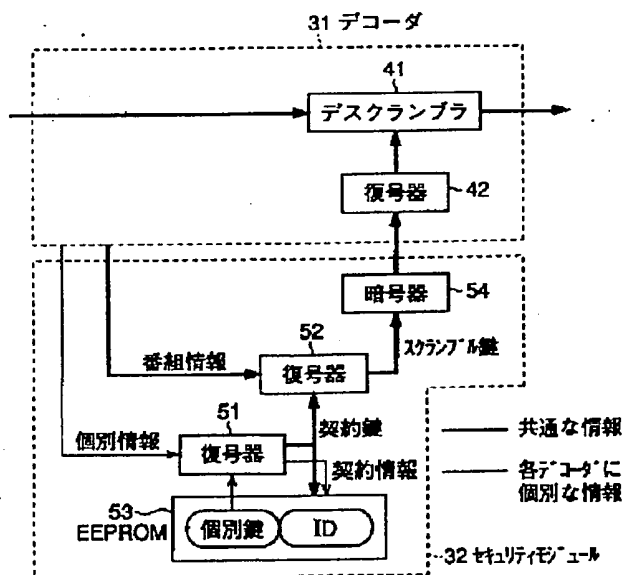 31 デコーダ
41
デスクランブラ
復号器
42
暗号器
54
スクランブル鍵
52
番組情報
復号器
51
契約鍵
個別情報
復号器
契約情報
共通な情報
各デコーダに
個別な情報
53
EEPROM
個別鍵
ID
32 セキュリティモジュール